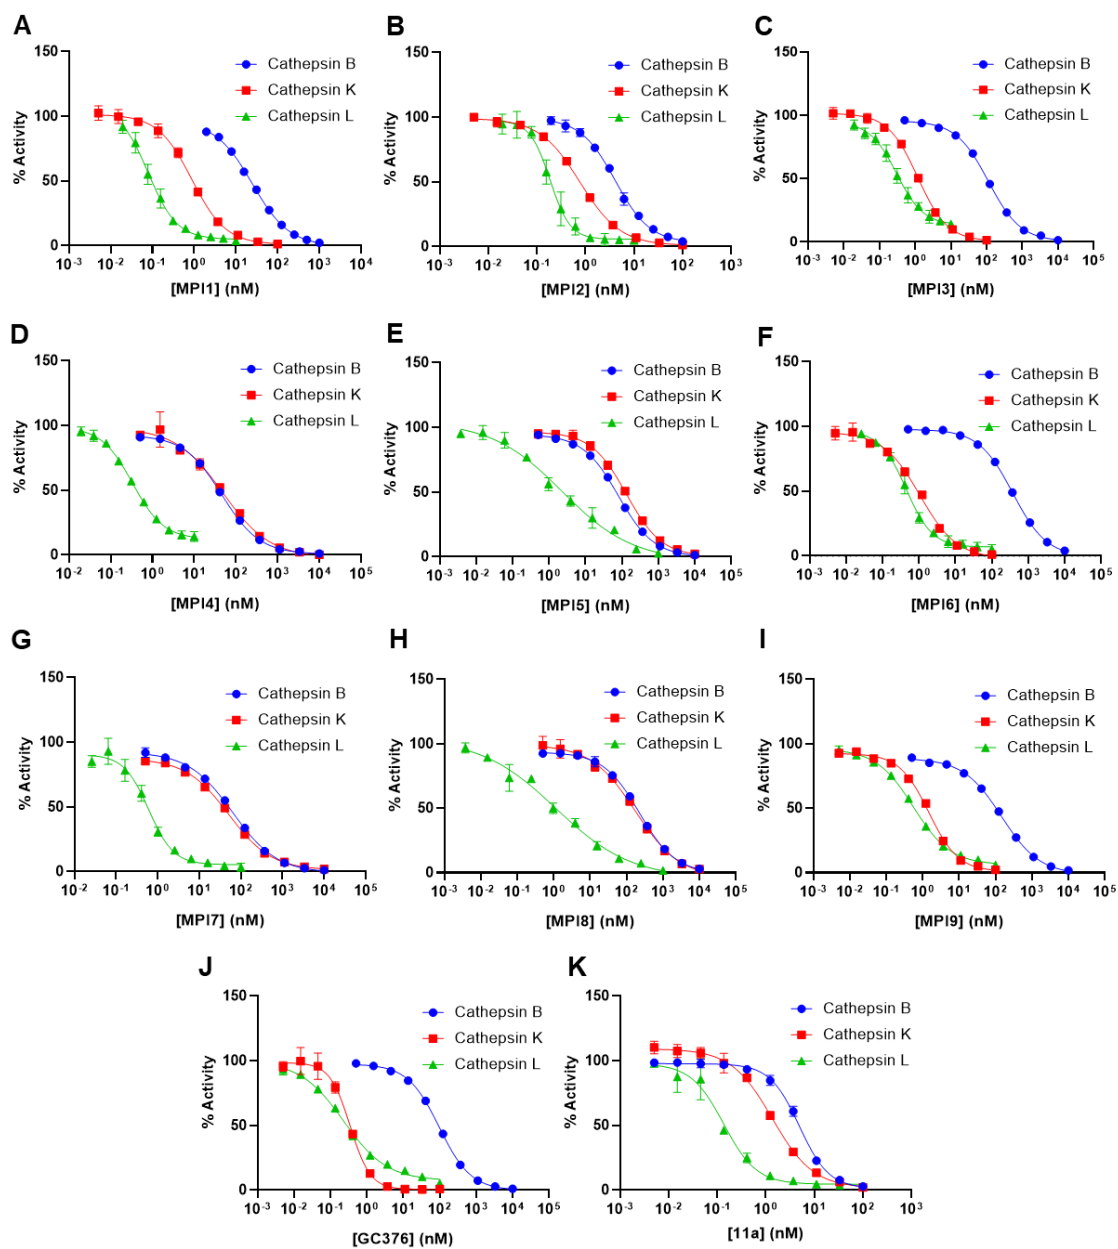 A
150
100
50
0
% Activity
Cathepsin B
Cathepsin K
Cathepsin L
10⁻³ 10⁻² 10⁻¹ 10⁰ 10¹ 10² 10³ 10⁴
[MPI1] (nM)
B
150
100
50
0
% Activity
Cathepsin B
Cathepsin K
Cathepsin L
10⁻³ 10⁻² 10⁻¹ 10⁰ 10¹ 10² 10³
[MPI2] (nM)
C
150
100
50
0
% Activity
Cathepsin B
Cathepsin K
Cathepsin L
10⁻³ 10⁻² 10⁻¹ 10⁰ 10¹ 10² 10³ 10⁴ 10⁵
[MPI3] (nM)
D
150
100
50
0
% Activity
Cathepsin B
Cathepsin K
Cathepsin L
10⁻² 10⁻¹ 10⁰ 10¹ 10² 10³ 10⁴ 10⁵
[MPI4] (nM)
E
150
100
50
0
% Activity
Cathepsin B
Cathepsin K
Cathepsin L
10⁻³ 10⁻² 10⁻¹ 10⁰ 10¹ 10² 10³ 10⁴ 10⁵
[MPI5] (nM)
F
150
100
50
0
% Activity
Cathepsin B
Cathepsin K
Cathepsin L
10⁻³ 10⁻² 10⁻¹ 10⁰ 10¹ 10² 10³ 10⁴ 10⁵
[MPI6] (nM)
G
150
100
50
0
% Activity
Cathepsin B
Cathepsin K
Cathepsin L
10⁻² 10⁻¹ 10⁰ 10¹ 10² 10³ 10⁴ 10⁵
[MPI7] (nM)
H
150
100
50
0
% Activity
Cathepsin B
Cathepsin K
Cathepsin L
10⁻³ 10⁻² 10⁻¹ 10⁰ 10¹ 10² 10³ 10⁴ 10⁵
[MPI8] (nM)
I
150
100
50
0
% Activity
Cathepsin B
Cathepsin K
Cathepsin L
10⁻³ 10⁻² 10⁻¹ 10⁰ 10¹ 10² 10³ 10⁴ 10⁵
[MPI9] (nM)
J
150
100
50
0
% Activity
Cathepsin B
Cathepsin K
Cathepsin L
10⁻³ 10⁻² 10⁻¹ 10⁰ 10¹ 10² 10³ 10⁴ 10⁵
[GC376] (nM)
K
150
100
50
0
% Activity
Cathepsin B
Cathepsin K
Cathepsin L
10⁻³ 10⁻² 10⁻¹ 10⁰ 10¹ 10² 10³
[11a] (nM)